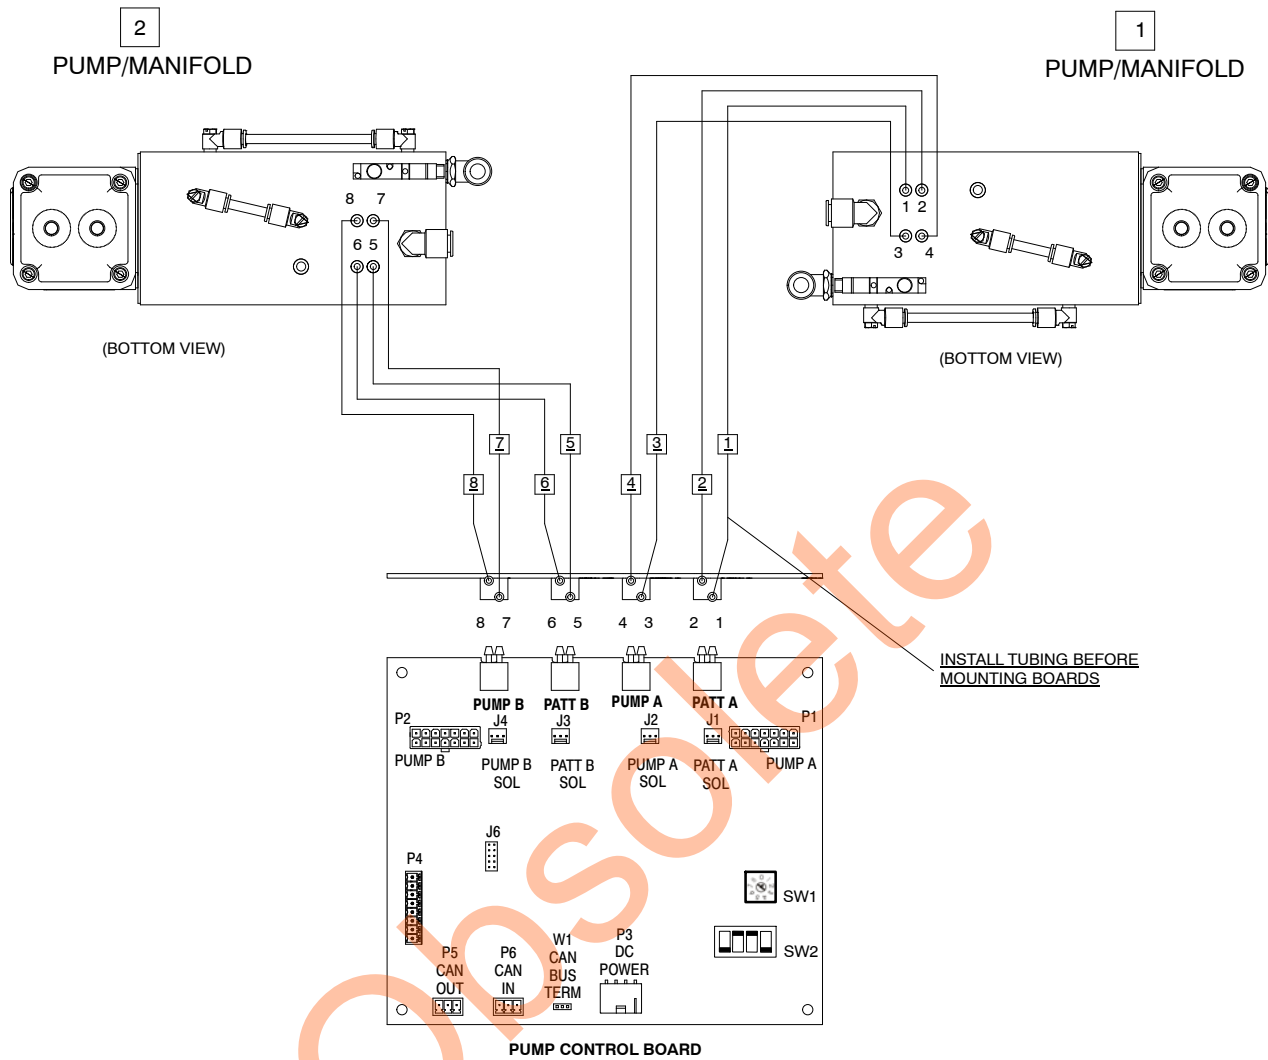 2
PUMP/MANIFOLD
1
PUMP/MANIFOLD
8 7
6 5
1 2
3 4
(BOTTOM VIEW)
(BOTTOM VIEW)
7 5 3 1
8 6 4 2
8 7 6 5 4 3 2 1
INSTALL TUBING BEFORE
MOUNTING BOARDS
PUMP B PATT B PUMP A PATT A
P2 J4 J3 J2 J1 P1
PUMP B
PUMP B
SOL
PATT B
SOL
PUMP A
SOL
PATT A
SOL
PUMP A
J6
P4
SW1
SW2
P5
CAN
OUT
P6
CAN
IN
W1
CAN
BUS
TERM
P3
DC
POWER
PUMP CONTROL BOARD
Obsolete